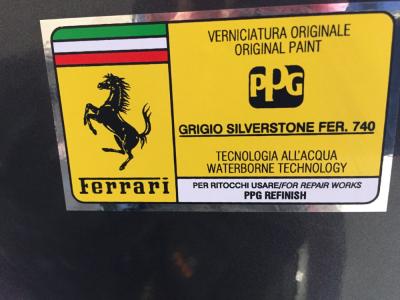 VERNICIATURA ORIGINALE
ORIGINAL PAINT
PPG
GRIGIO SILVERSTONE FER. 740
TECNOLOGIA ALL'ACQUA
WATERBORNE TECHNOLOGY
Ferrari
PER RITOCCHI USARE/FOR REPAIR WORKS
PPG REFINISH